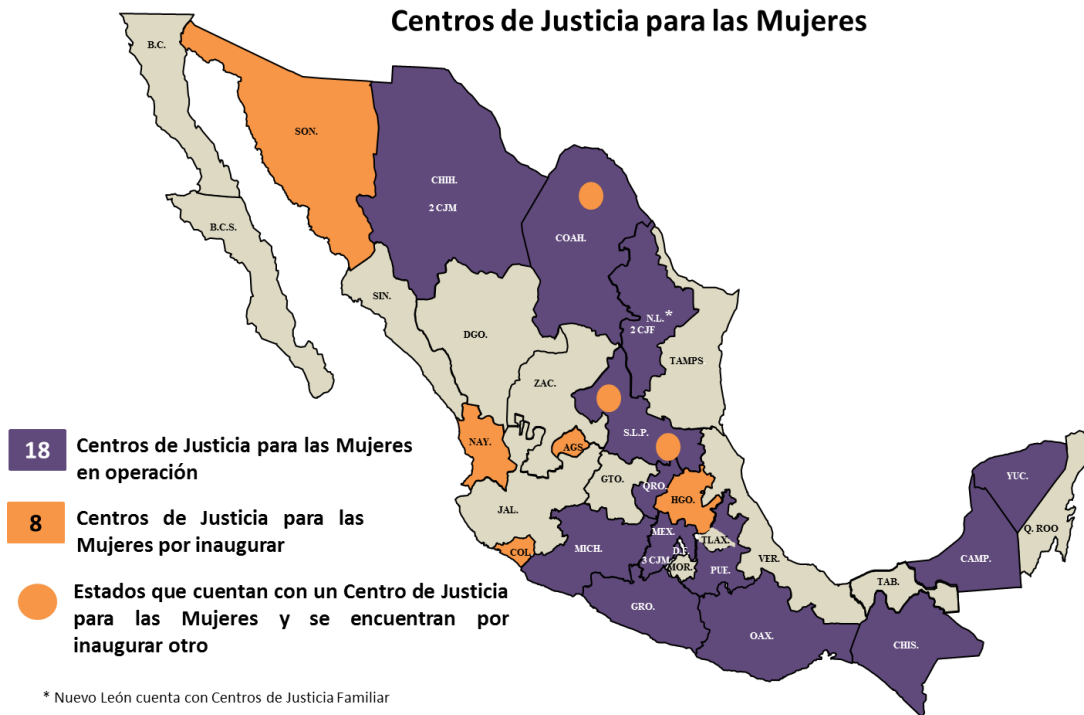 Centros de Justicia para las Mujeres
B.C.
SON.
CHIH.
2 CJM
COAH.
B.C.S.
SIN.
N.L.*
2 CJF
DGO.
TAMPS
ZAC.
S.L.P.
NAY.
AGS.
GTO.
QRO.
HGO.
JAL.
MEX.
TLAX.
COL.
MICH.
3 CJM
D.F.
MOR.
PUE.
VER.
GRO.
OAX.
TAB.
CHIS.
CAMP.
YUC.
Q. ROO
18
Centros de Justicia para las Mujeres
en operación
8
Centros de Justicia para las
Mujeres por inaugurar
Estados que cuentan con un Centro de Justicia
para las Mujeres y se encuentran por
inaugurar otro
* Nuevo León cuenta con Centros de Justicia Familiar